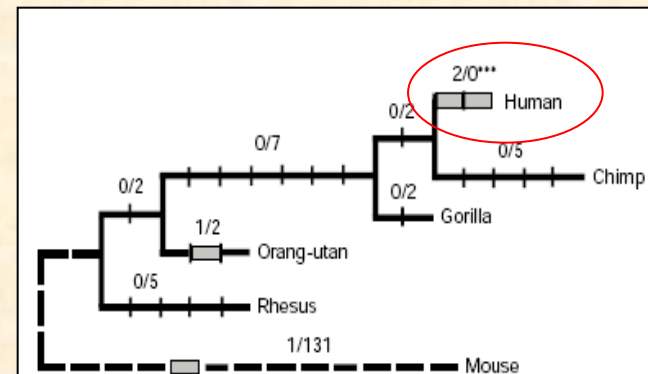 2/0***
Human
0/2
0/7
0/5
Chimp
0/2
0/2
Gorilla
1/2
Orang-utan
0/5
Rhesus
1/131
Mouse